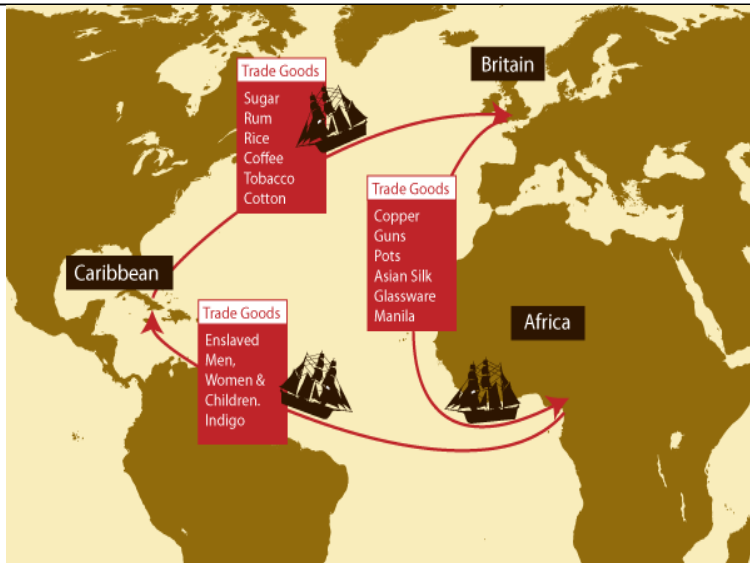 Britain
Trade Goods
Sugar
Rum
Rice
Coffee
Tobacco
Cotton
Trade Goods
Copper
Guns
Pots
Asian Silk
Glassware
Manila
Caribbean
Africa
Trade Goods
Enslaved
Men,
Women &
Children.
Indigo